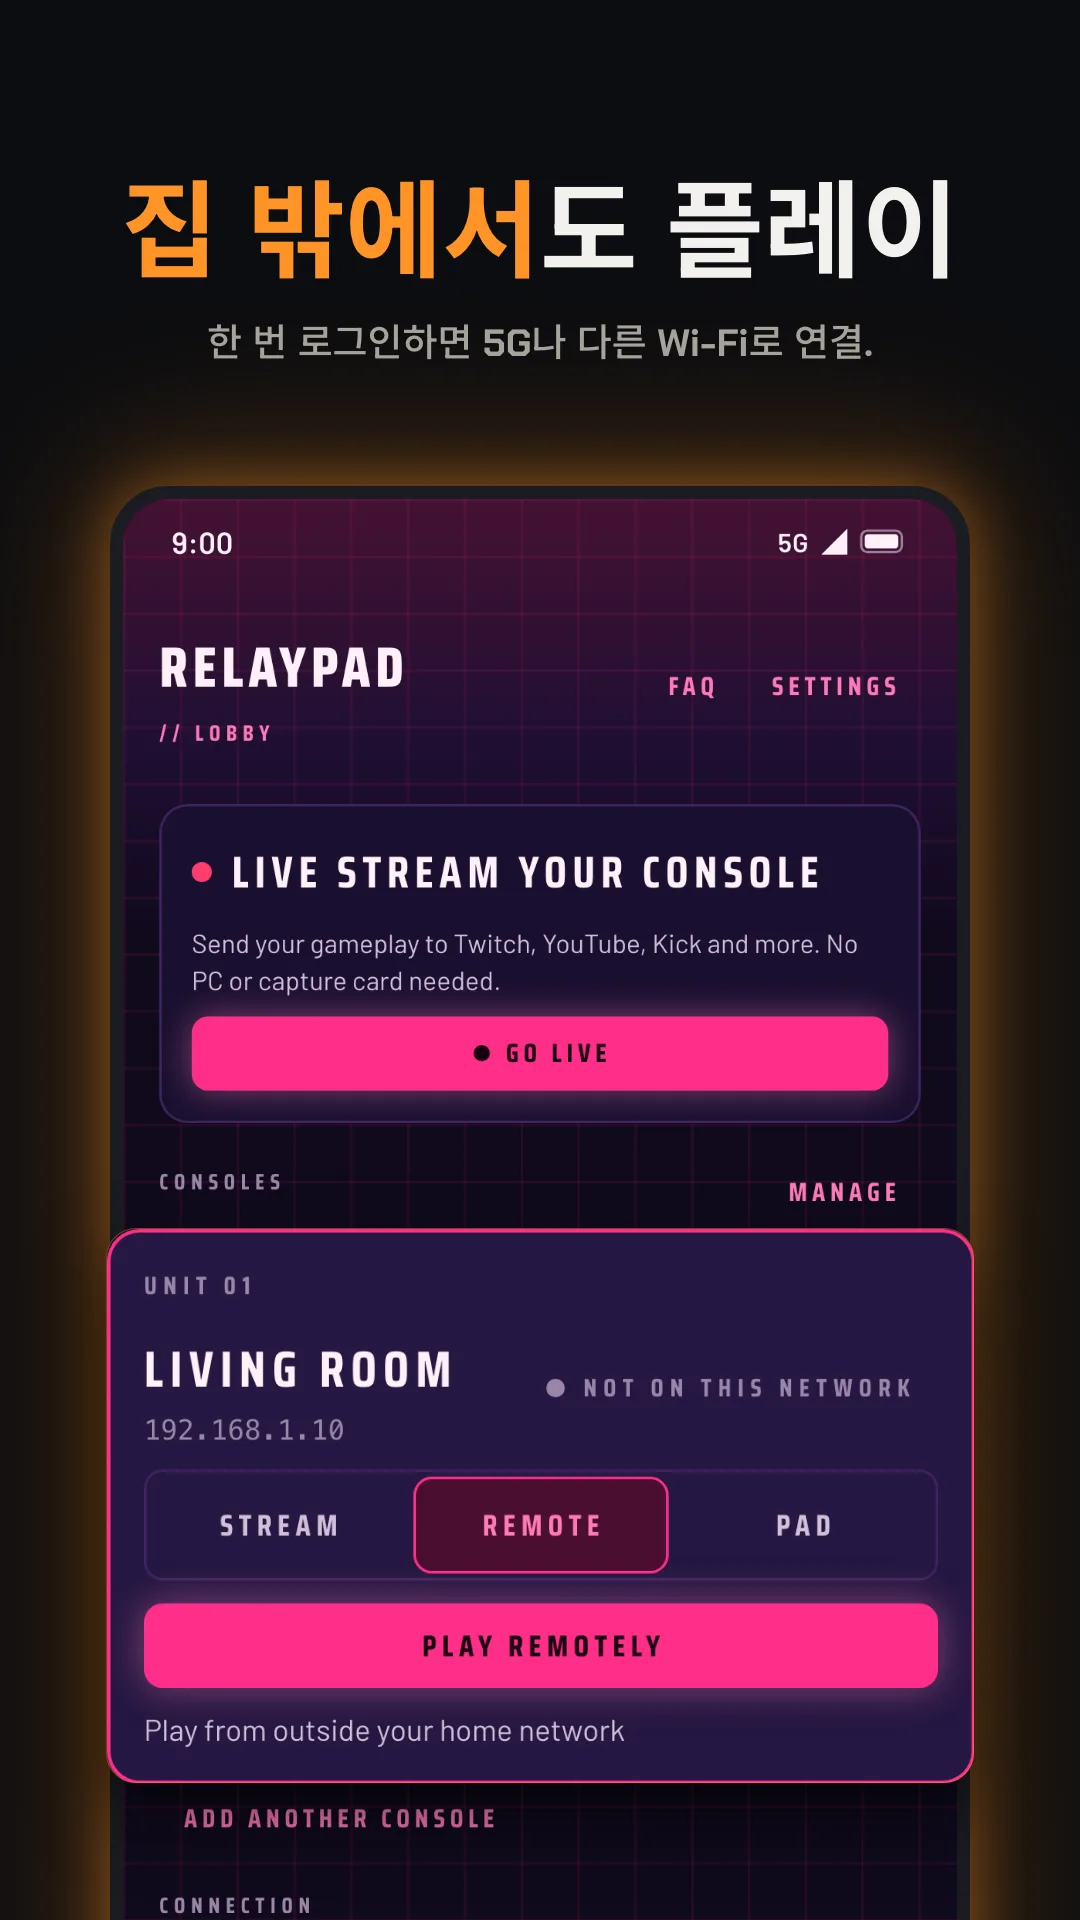 집 밖에서도 플레이
한 번 로그인하면 5G나 다른 Wi-Fi로 연결.
9:00
5G
RELAYPAD
FAQ
SETTINGS
// LOBBY
LIVE STREAM YOUR CONSOLE
Send your gameplay to Twitch, YouTube, Kick and more. No
PC or capture card needed.
GO LIVE
CONSOLES
MANAGE
UNIT 01
LIVING ROOM
NOT ON THIS NETWORK
192.168.1.10
STREAM
REMOTE
PAD
PLAY REMOTELY
Play from outside your home network
ADD ANOTHER CONSOLE
CONNECTION